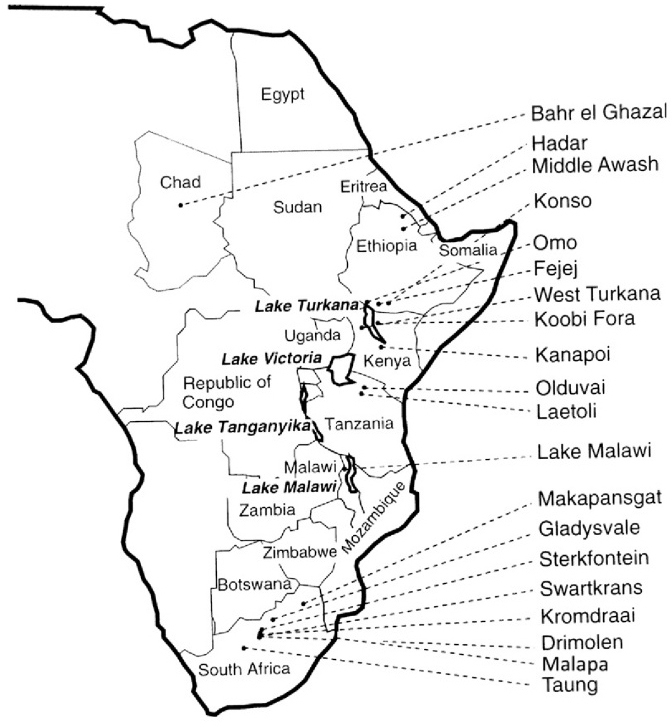 Egypt
Bahr el Ghazal
Hadar
Middle Awash
Chad
Eritrea
Konso
Sudan
Ethiopia
Somalia
Omo
Fejej
Lake Turkana
West Turkana
Koobi Fora
Uganda
Lake Victoria
Kenya
Kanapoi
Republic of
Congo
Olduvai
Laetoli
Lake Tanganyika
Tanzania
Lake Malawi
Malawi
Lake Malawi
Zambia
Mozambique
Makapansgat
Gladysvale
Zimbabwe
Sterkfontein
Botswana
Swartkrans
Kromdraai
Drimolen
Malapa
South Africa
Taung